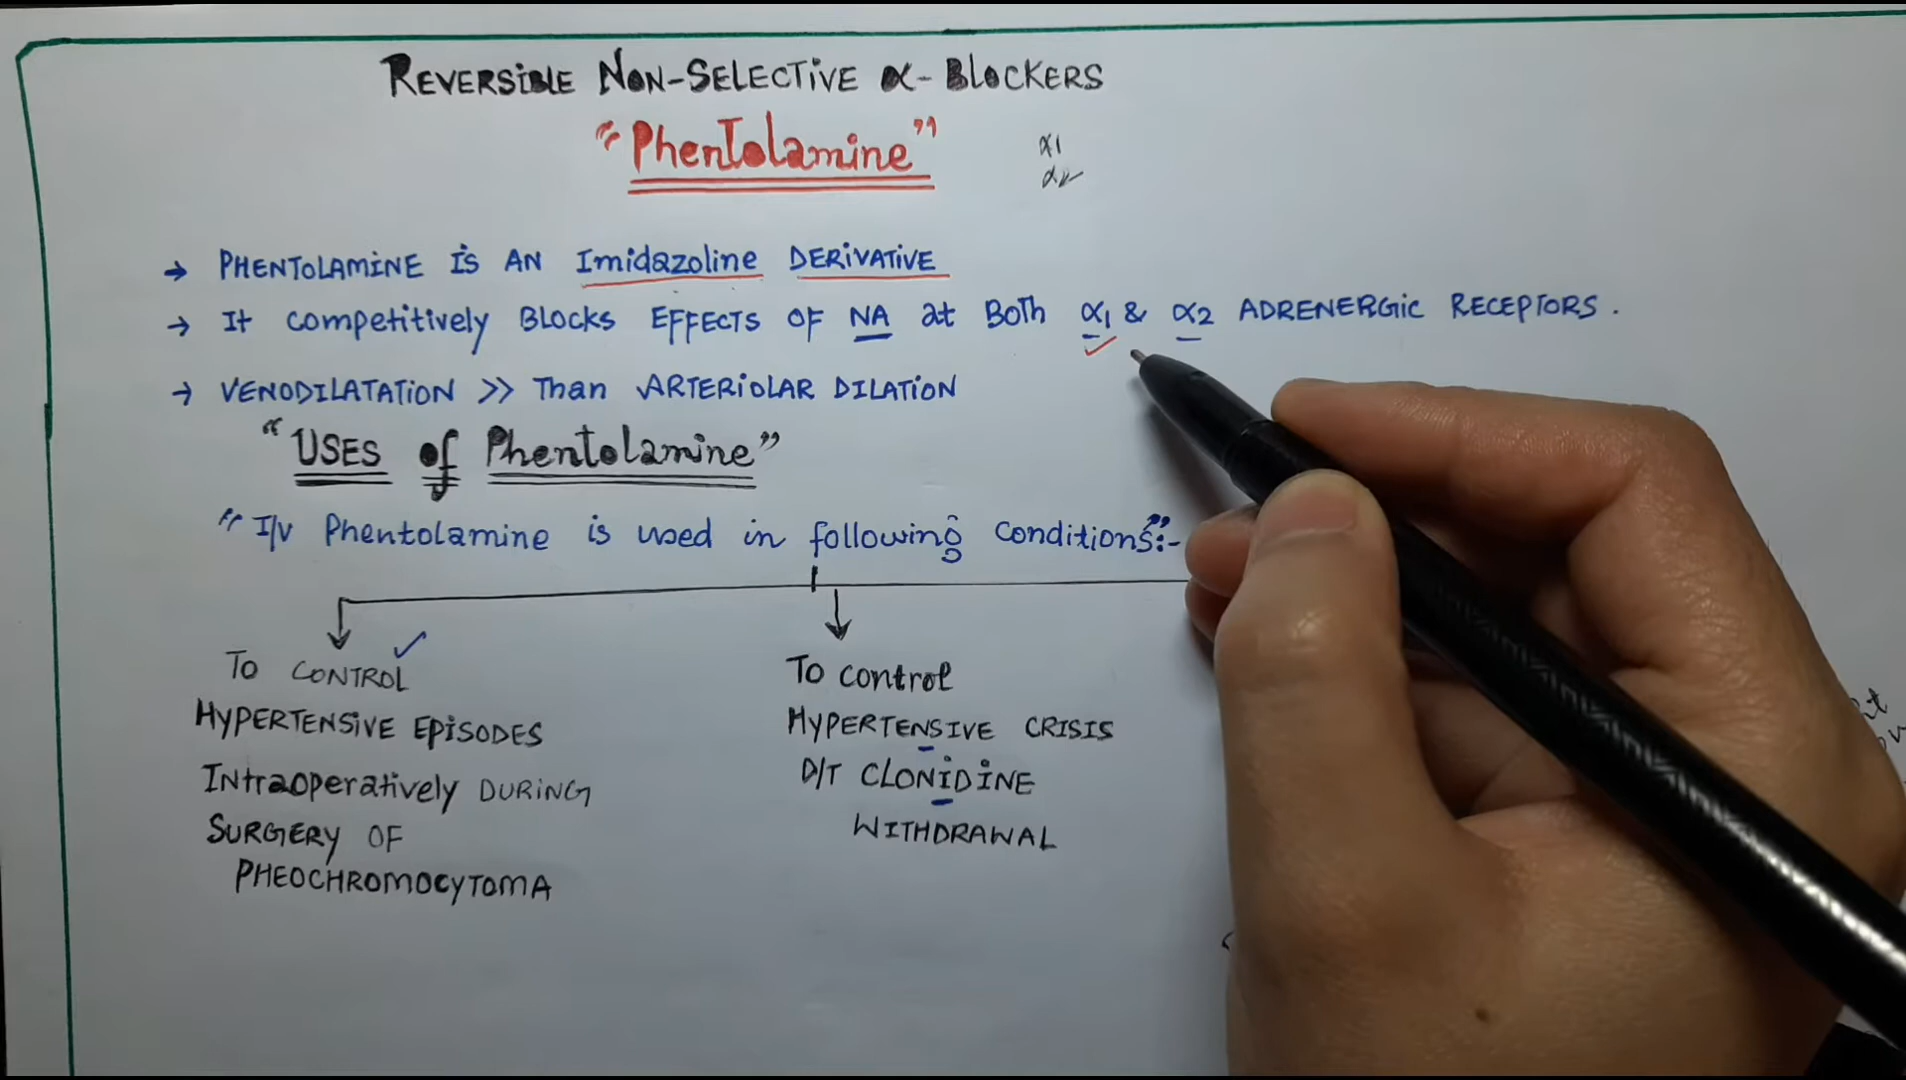 REVERSIBLE NON-SELECTIVE α-BLOCKERS
"PhenTolamine"
α1
α2
→ PHENTOLAMINE IS AN Imidazoline DERIVATIVE
→ It competitively BLOCKS EFFECTS OF NA at BOTH α1 & α2 ADRENERGIC RECEPTORS.
→ VENODILATATION >> Than ARTERIOLAR DILATION
"USES of Phentolamine"
"I/V Phentolamine is used in following conditions":-
To CONTROL
HYPERTENSIVE EPISODES
Intraoperatively DURING
SURGERY OF
PHEOCHROMOCYTOMA
To control
HYPERTENSIVE CRISIS
D/T CLONIDINE
WITHDRAWAL